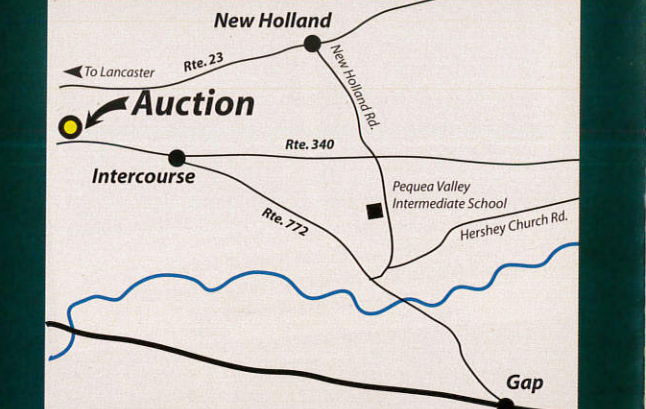 New Holland
Rte. 23
To Lancaster
New Holland Rd.
Auction
Rte. 340
Intercourse
Pequea Valley
Intermediate School
Rte. 772
Hershey Church Rd.
Gap